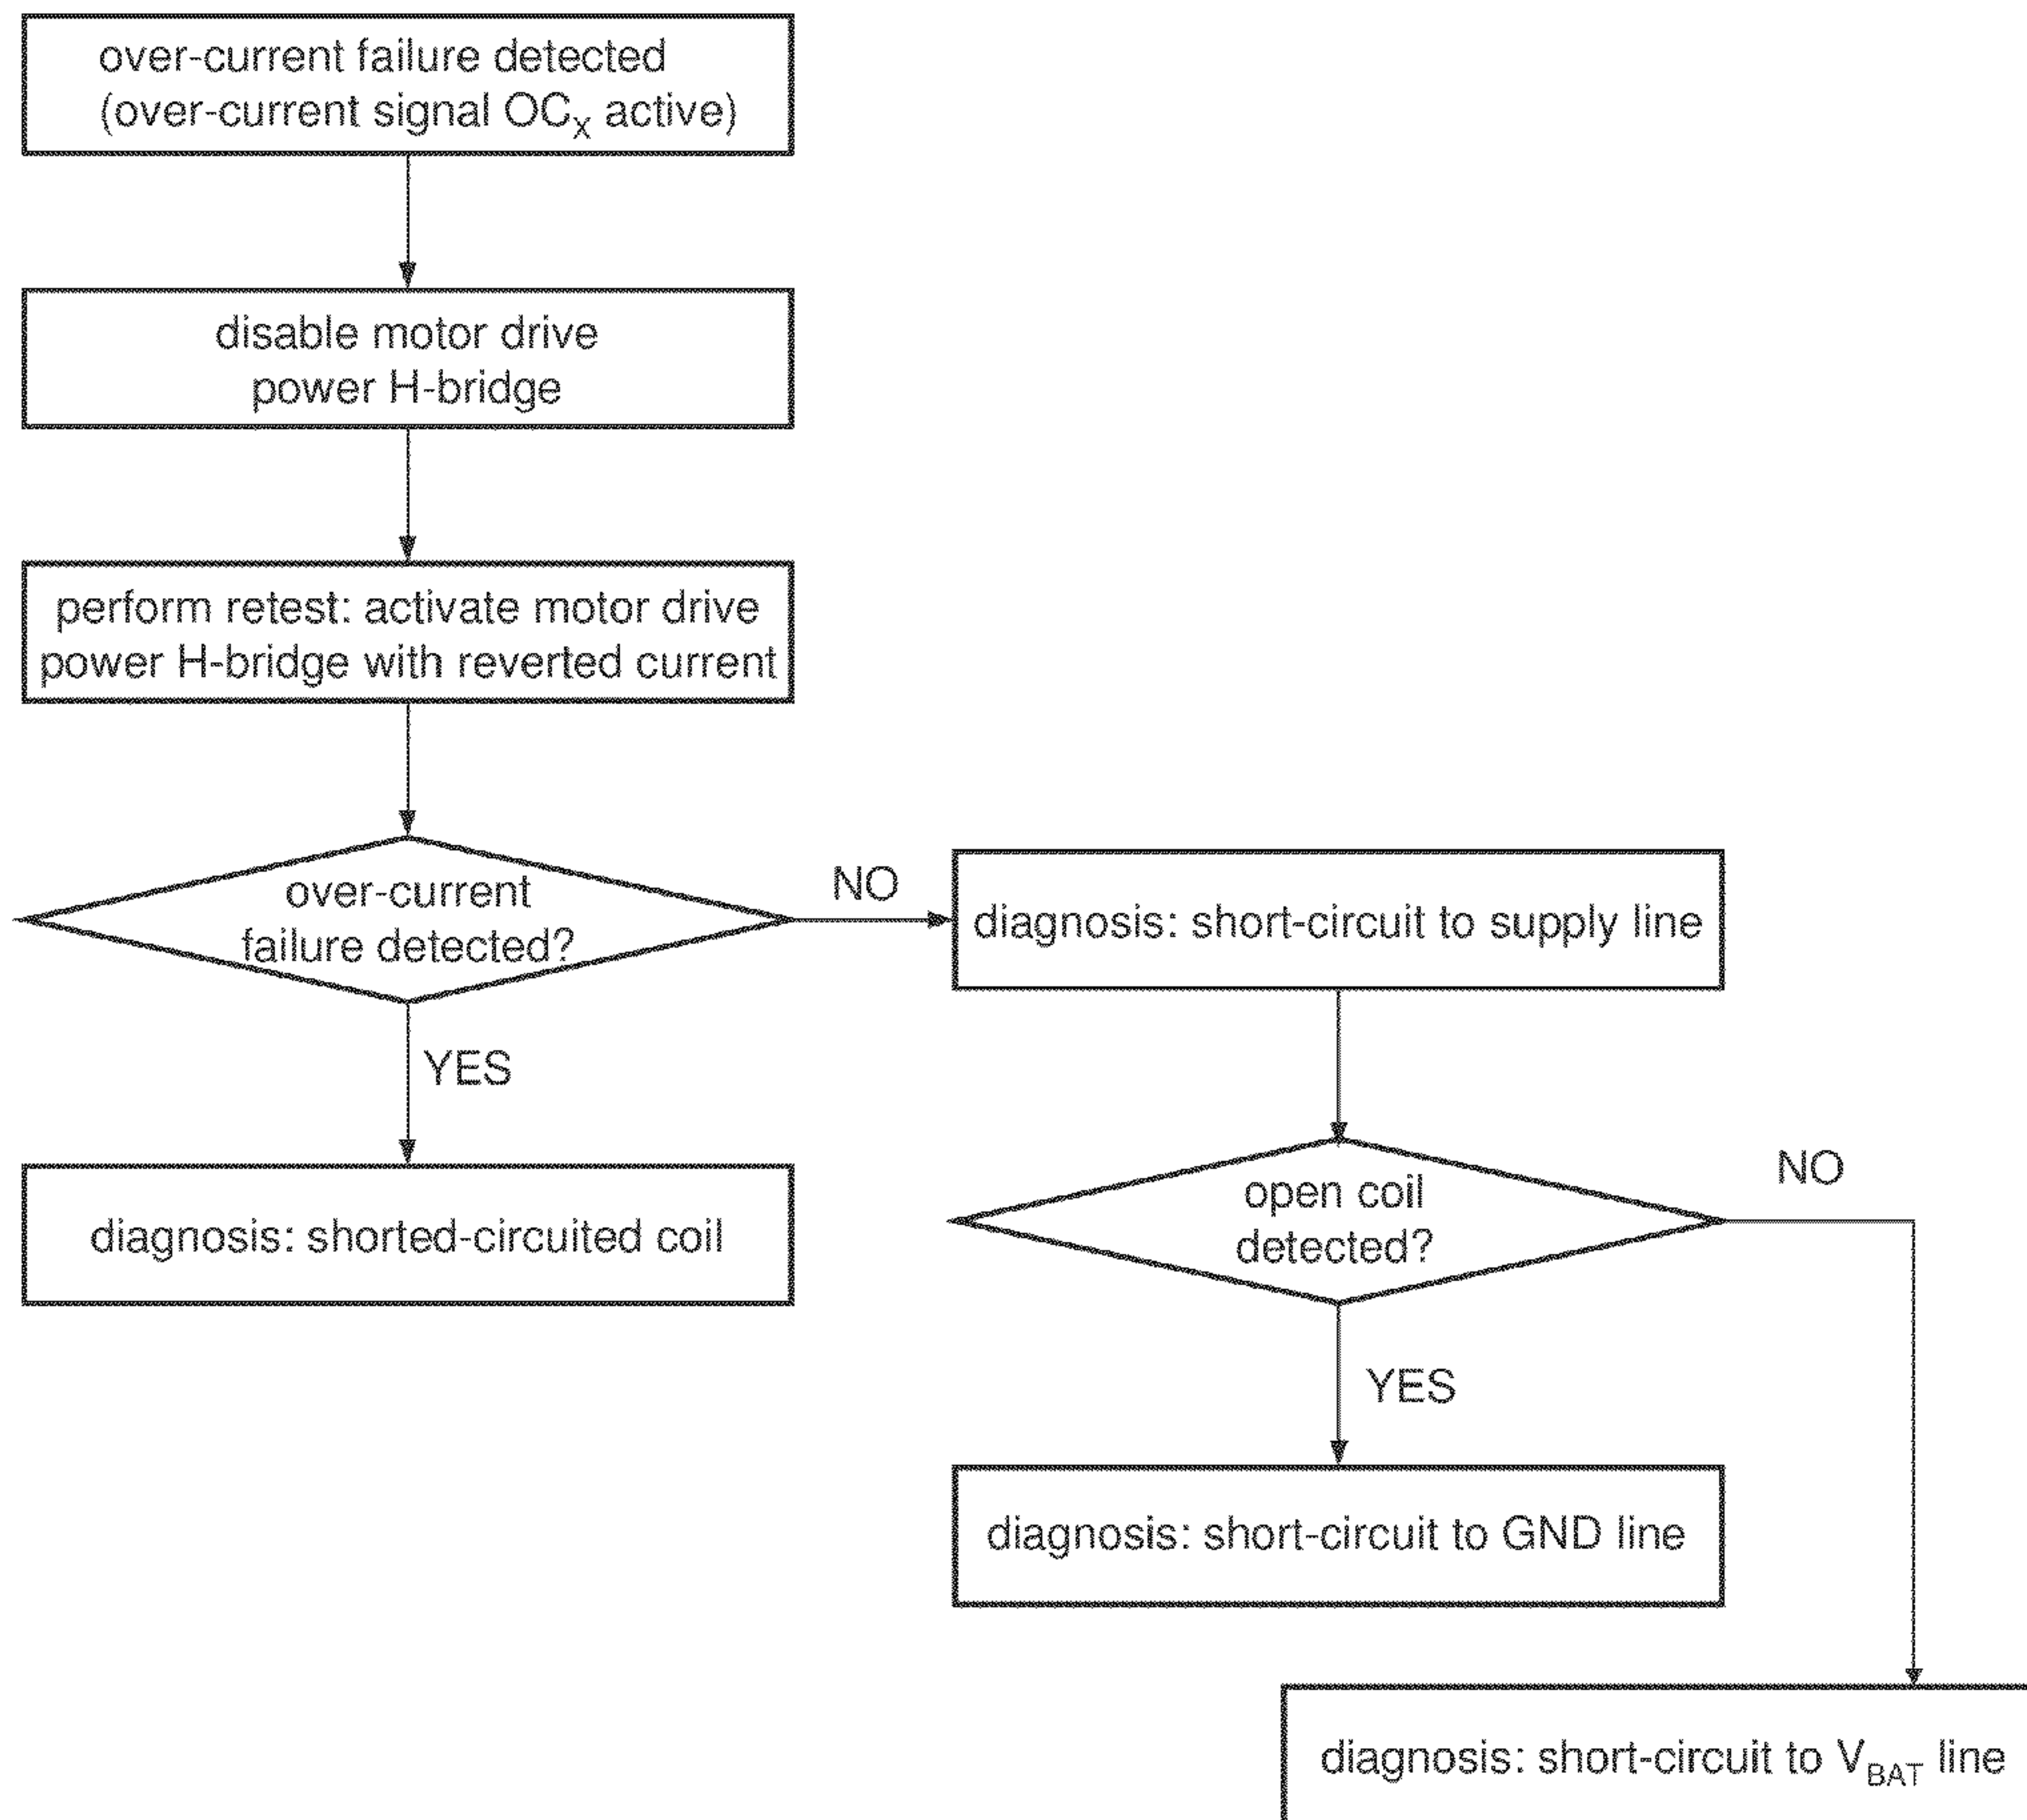 over-current failure detected
(over-current signal OCX active)
disable motor drive
power H-bridge
perform retest: activate motor drive
power H-bridge with reverted current
over-current
failure detected?
NO
diagnosis: short-circuit to supply line
YES
diagnosis: shorted-circuited coil
open coil
detected?
NO
YES
diagnosis: short-circuit to GND line
diagnosis: short-circuit to VBAT line